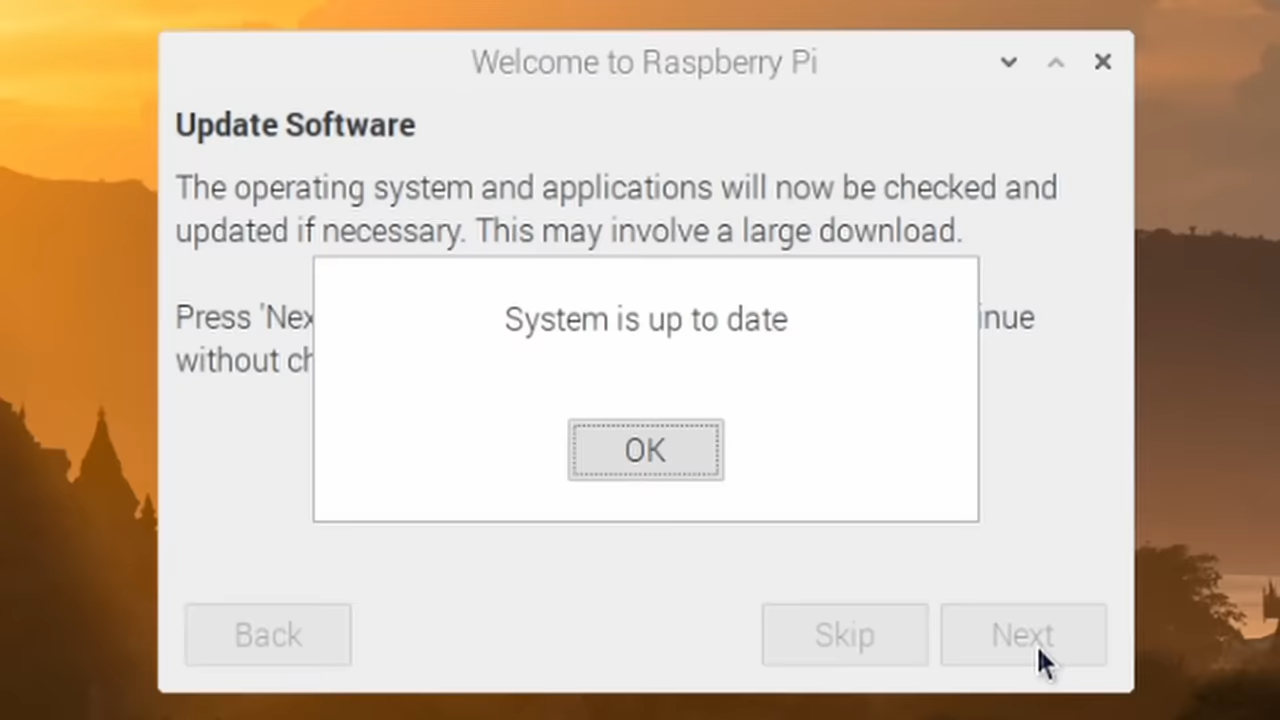 Welcome to Raspberry Pi
Update Software
The operating system and applications will now be checked and
updated if necessary. This may involve a large download.
Press 'Nex inue
without ch
System is up to date
OK
Back Skip Next